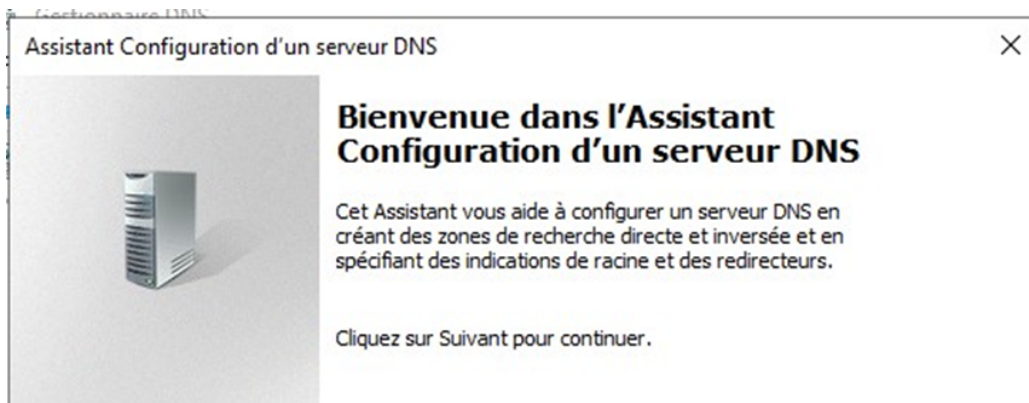 Gestionnaire DNS
Assistant Configuration d'un serveur DNS
Bienvenue dans l'Assistant
Configuration d'un serveur DNS
Cet Assistant vous aide à configurer un serveur DNS en
créant des zones de recherche directe et inversée et en
spécifiant des indications de racine et des redirecteurs.
Cliquez sur Suivant pour continuer.